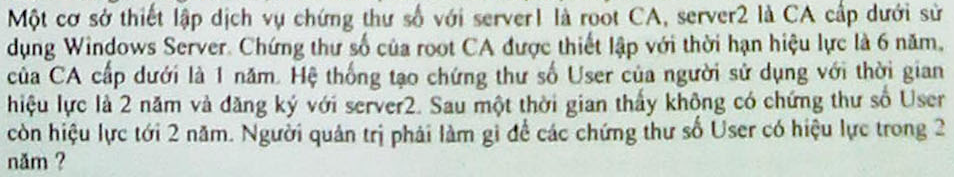 Một cơ sở thiết lập dịch vụ chứng thư số với server1 là root CA, server2 là CA cấp dưới sử
dụng Windows Server. Chứng thư số của root CA được thiết lập với thời hạn hiệu lực là 6 năm,
của CA cấp dưới là 1 năm. Hệ thống tạo chứng thư số User của người sử dụng với thời gian
hiệu lực là 2 năm và đăng ký với server2. Sau một thời gian thấy không có chứng thư số User
còn hiệu lực tới 2 năm. Người quản trị phải làm gì để các chứng thư số User có hiệu lực trong 2
năm ?